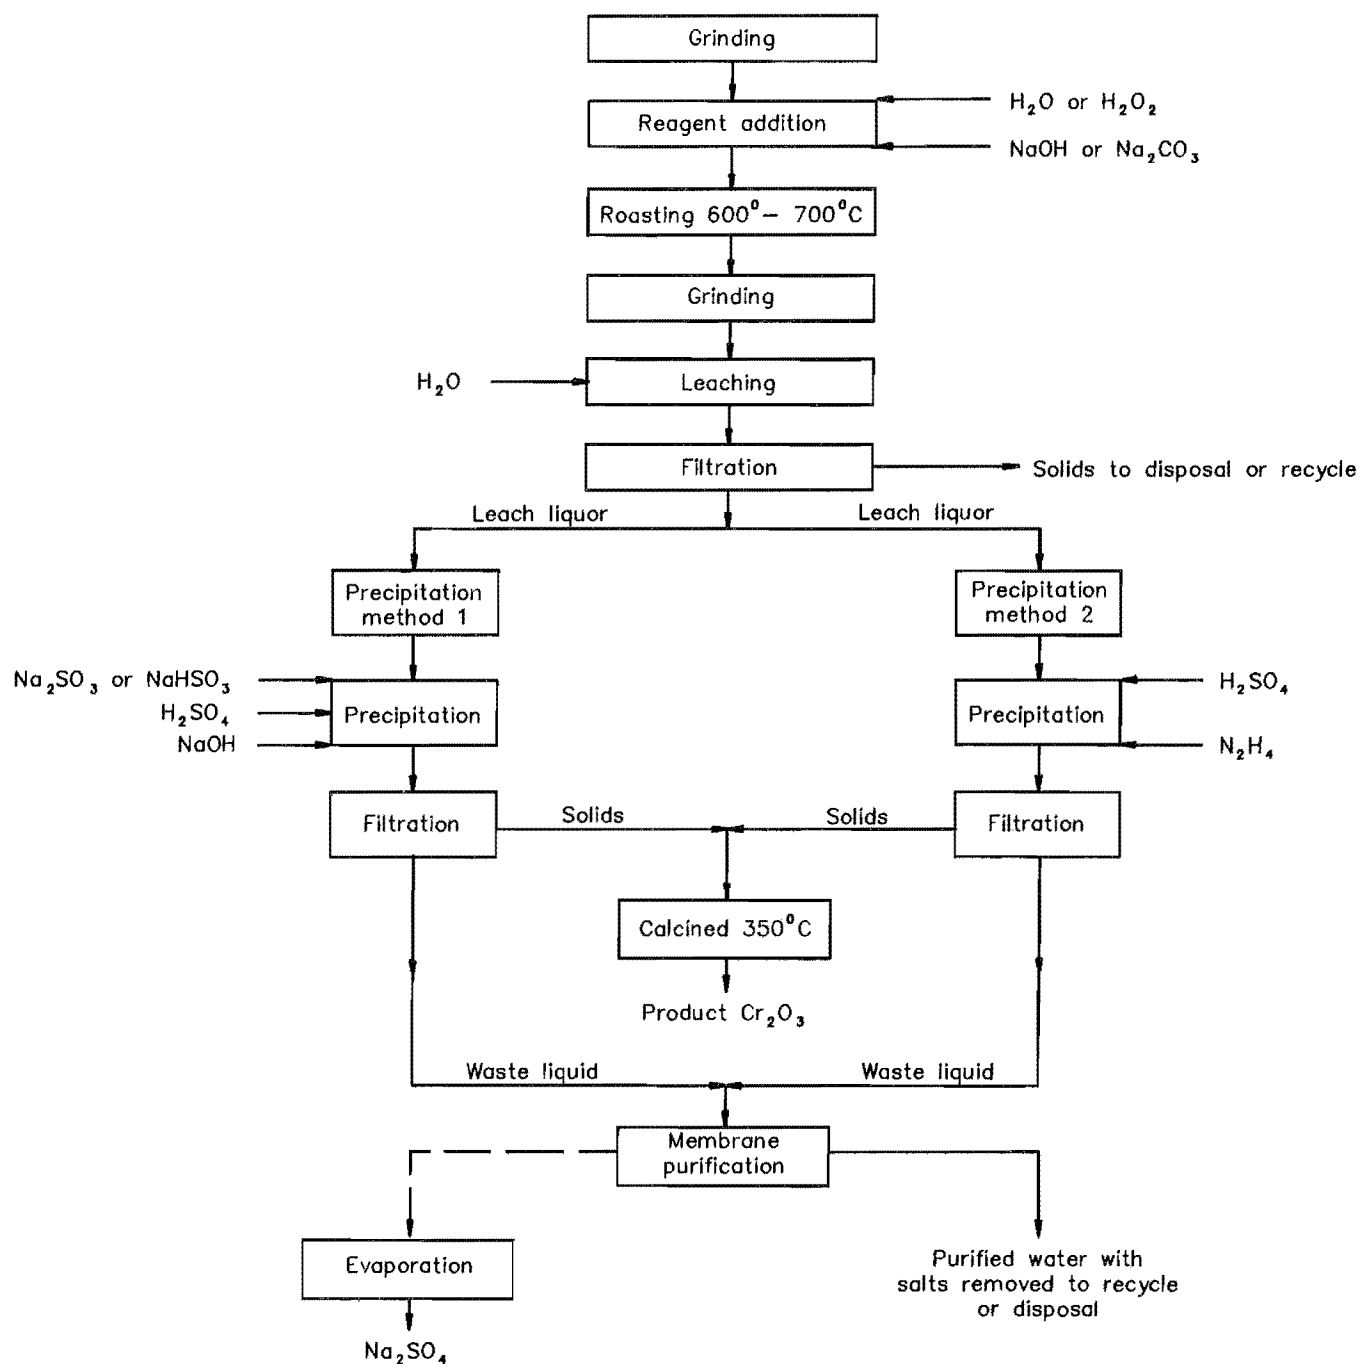 Grinding
H₂O or H₂O₂
Reagent addition
NaOH or Na₂CO₃
Roasting 600⁰– 700⁰C
Grinding
H₂O
Leaching
Filtration
Solids to disposal or recycle
Leach liquor
Leach liquor
Precipitation
method 1
Precipitation
method 2
Na₂SO₃ or NaHSO₃
H₂SO₄
NaOH
Precipitation
Precipitation
H₂SO₄
N₂H₄
Filtration
Solids
Solids
Filtration
Calcined 350⁰C
Product Cr₂O₃
Waste liquid
Waste liquid
Membrane
purification
Evaporation
Na₂SO₄
Purified water with
salts removed to recycle
or disposal